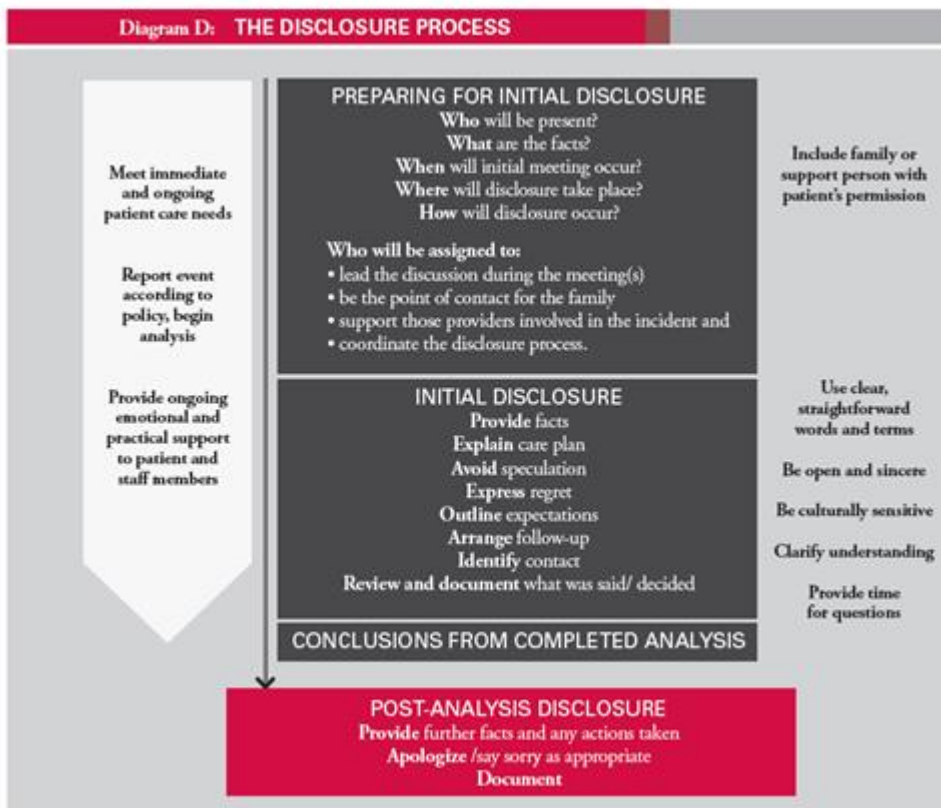 Diagram D: THE DISCLOSURE PROCESS
Meet immediate
and ongoing
patient care needs
Report event
according to
policy, begin
analysis
Provide ongoing
emotional and
practical support
to patient and
staff members
PREPARING FOR INITIAL DISCLOSURE
Who will be present?
What are the facts?
When will initial meeting occur?
Where will disclosure take place?
How will disclosure occur?
Who will be assigned to:
• lead the discussion during the meeting(s)
• be the point of contact for the family
• support those providers involved in the incident and
• coordinate the disclosure process.
INITIAL DISCLOSURE
Provide facts
Explain care plan
Avoid speculation
Express regret
Outline expectations
Arrange follow-up
Identify contact
Review and document what was said/ decided
CONCLUSIONS FROM COMPLETED ANALYSIS
Include family or
support person with
patient's permission
Use clear,
straightforward
words and terms
Be open and sincere
Be culturally sensitive
Clarify understanding
Provide time
for questions
POST-ANALYSIS DISCLOSURE
Provide further facts and any actions taken
Apologize /say sorry as appropriate
Document